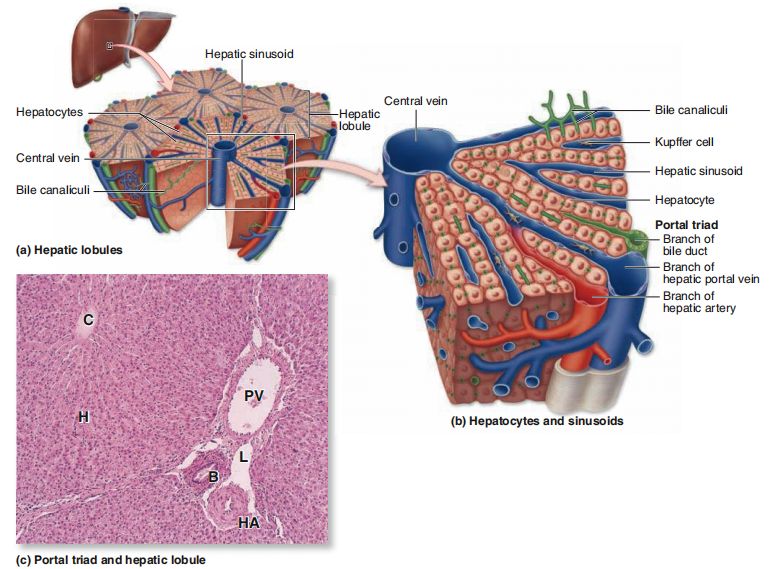 Hepatic sinusoid
Hepatocytes
Hepatic
lobule
Central vein
Bile canaliculi
(a) Hepatic lobules
Central vein
Bile canaliculi
Kupffer cell
Hepatic sinusoid
Hepatocyte
Portal triad
Branch of
bile duct
Branch of
hepatic portal vein
Branch of
hepatic artery
(b) Hepatocytes and sinusoids
C
PV
H
L
B
HA
(c) Portal triad and hepatic lobule